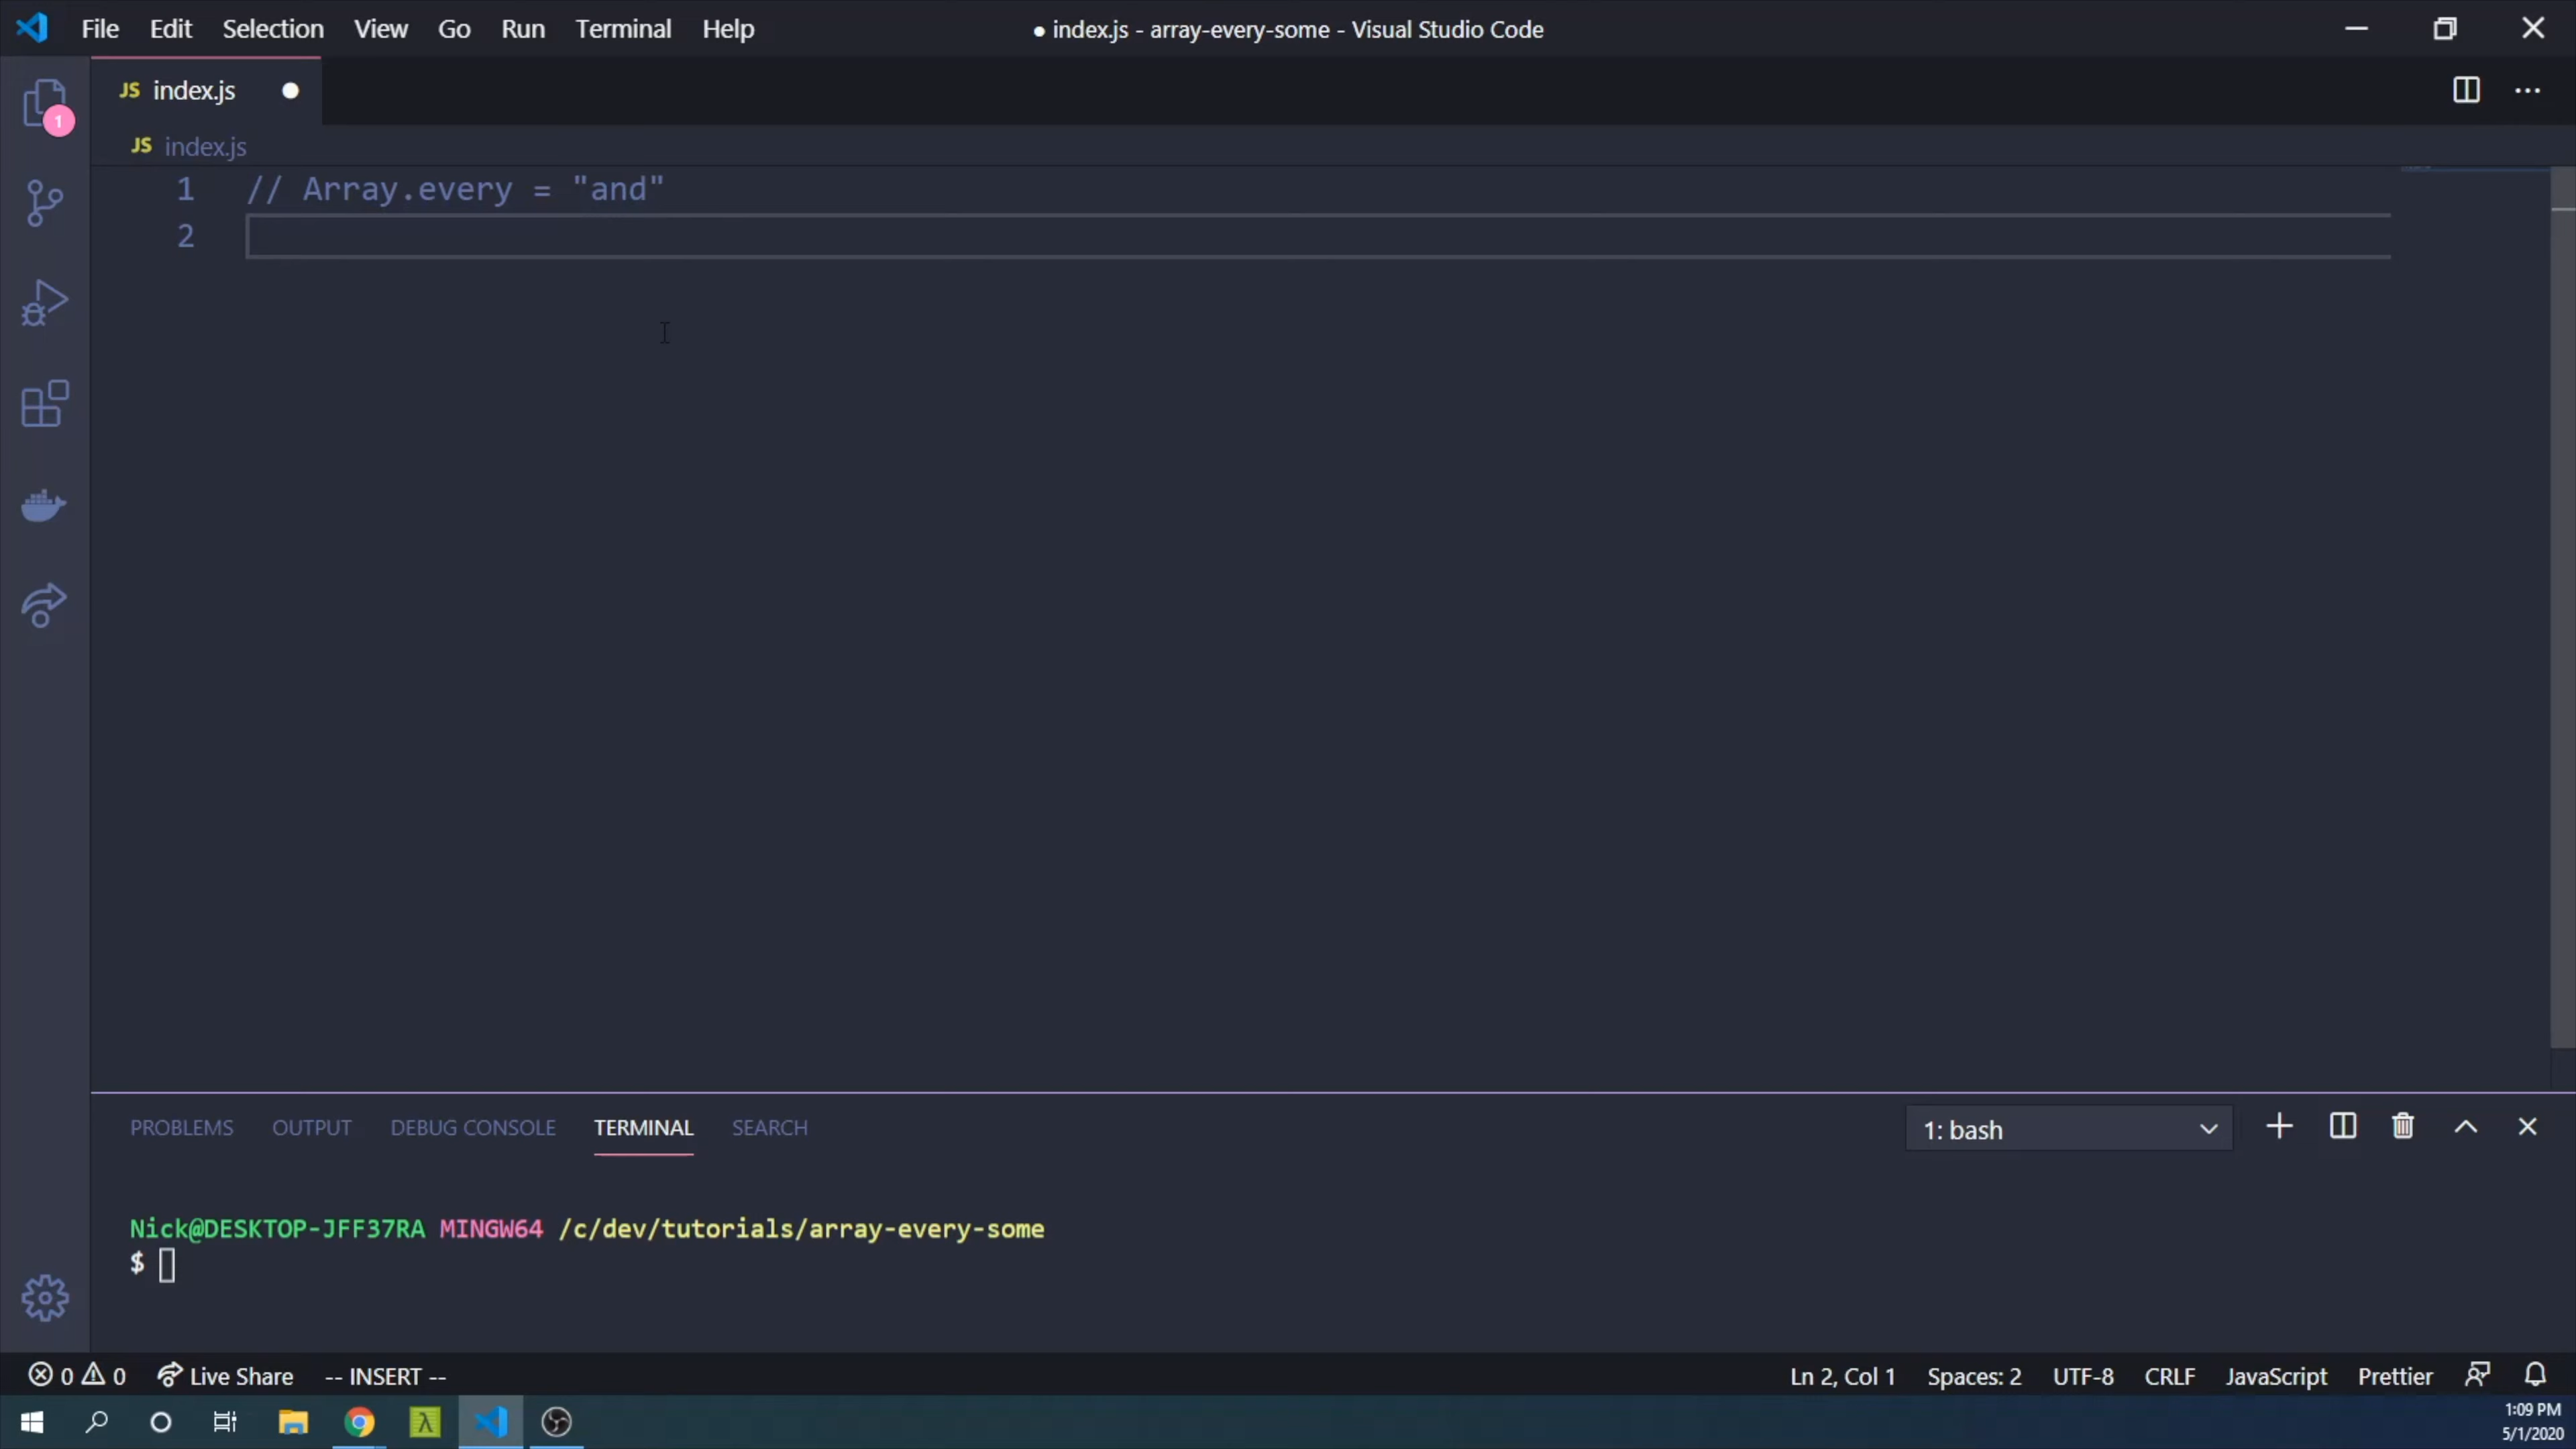 File Edit Selection View Go Run Terminal Help
● index.js - array-every-some - Visual Studio Code
JS index.js
1
JS index.js
1 // Array.every = "and"
2
PROBLEMS OUTPUT DEBUG CONSOLE TERMINAL SEARCH
1: bash
Nick@DESKTOP-JFF37RA MINGW64 /c/dev/tutorials/array-every-some
$
0 0 Live Share -- INSERT --
Ln 2, Col 1 Spaces: 2 UTF-8 CRLF JavaScript Prettier
1:09 PM
5/1/2020